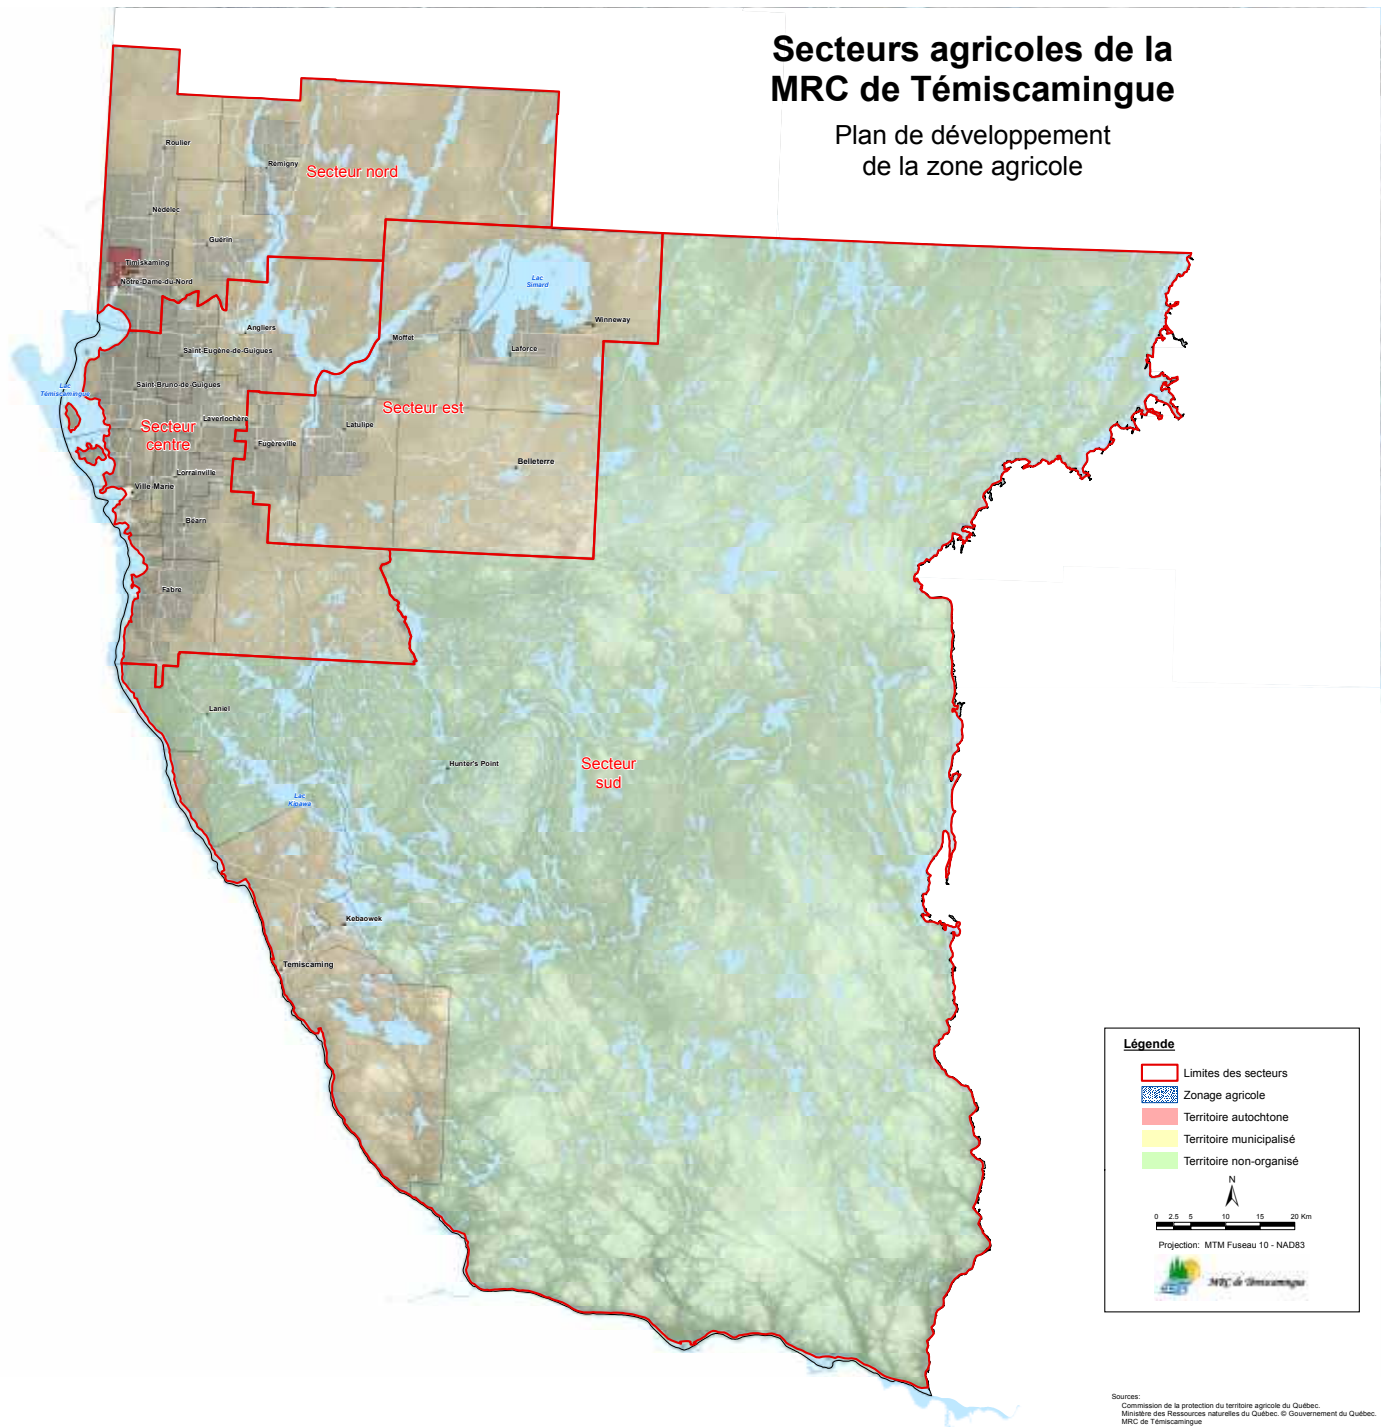 Secteurs agricoles de la
MRC de Témiscamingue
Plan de développement
de la zone agricole
Roulier
Rémigny
Secteur nord
Nédélec
Guérin
Timiskaming
Notre-Dame-du-Nord
Lac
Simard
Winneway
Angliers
Moffet
Laforce
Saint-Eugène-de-Guigues
Lac
Témiscamingue
Saint-Bruno-de-Guigues
Secteur est
Laverlochère
Latulipe
Secteur
centre
Fugèreville
Belleterre
Lorrainville
Ville-Marie
Béarn
Fabre
Laniel
Hunter's Point
Secteur
sud
Lac
Kipawa
Kebaowek
Témiscaming
Légende
Limites des secteurs
Zonage agricole
Territoire autochtone
Territoire municipalisé
Territoire non-organisé
N
0 2.5 5 10 15 20 Km
Projection: MTM Fuseau 10 - NAD83
MRC de Témiscamingue
Sources:
Commission de la protection du territoire agricole du Québec.
Ministère des Ressources naturelles du Québec. © Gouvernement du Québec.
MRC de Témiscamingue